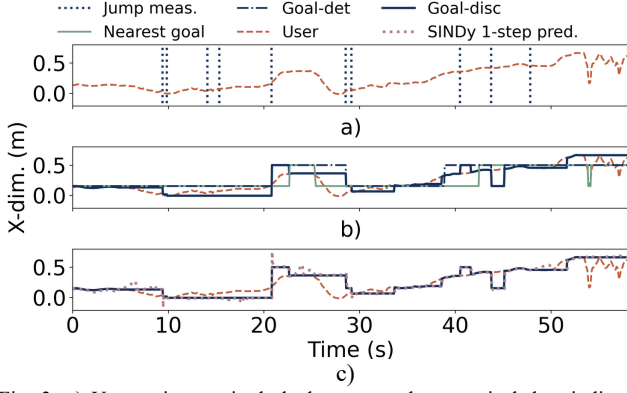 Jump meas. Goal-det Goal-disc
Nearest goal User SINDy 1-step pred.
0.5
0.0
a)
X-dim. (m)
0.5
0.0
b)
0.5
0.0
0 10 20 30 40 50
Time (s)
c)